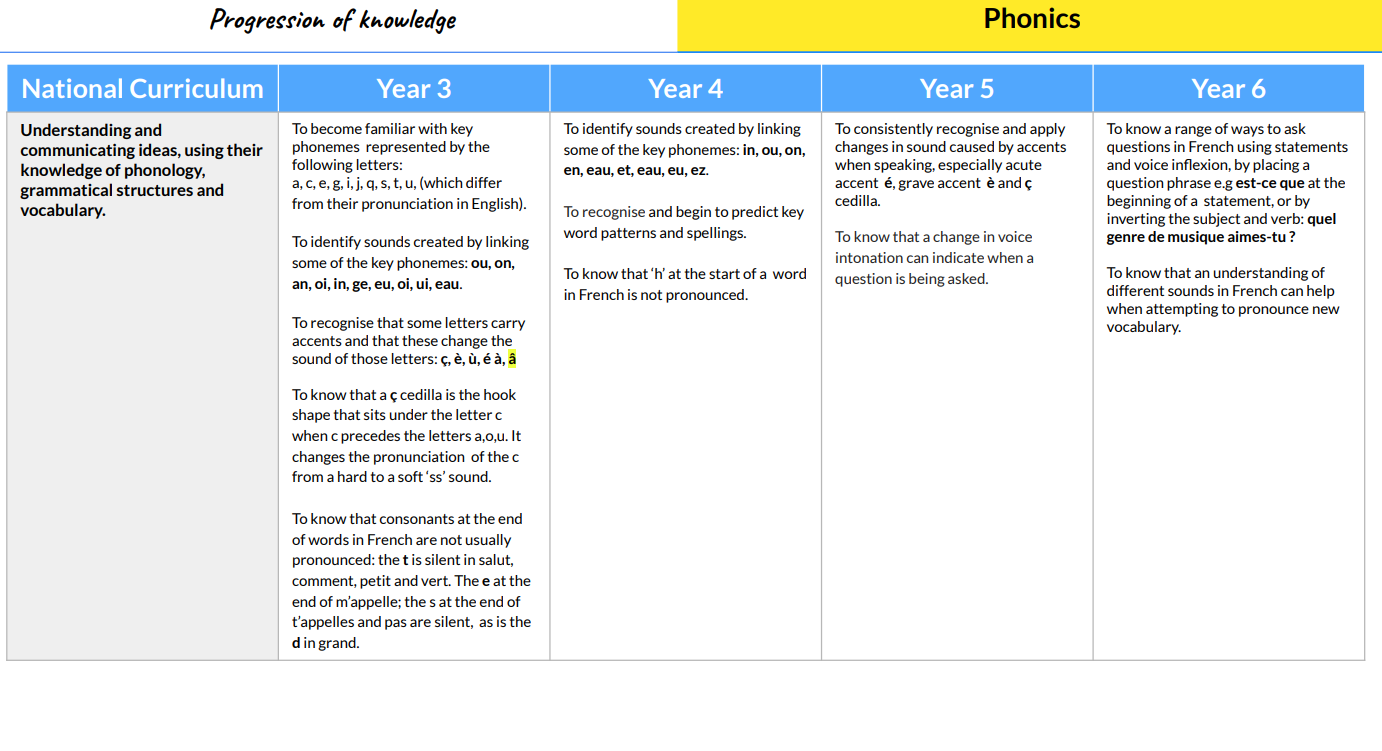 Progression of knowledge
Phonics
National Curriculum
Year 3
Year 4
Year 5
Year 6
Understanding and
communicating ideas, using their
knowledge of phonology,
grammatical structures and
vocabulary.
To become familiar with key
phonemes represented by the
following letters:
a, c, e, g, i, j, q, s, t, u, (which differ
from their pronunciation in English).
To identify sounds created by linking
some of the key phonemes: ou, on,
an, oi, in, ge, eu, oi, ui, eau.
To recognise that some letters carry
accents and that these change the
sound of those letters: ç, è, ù, é à, â
To know that a ç cedilla is the hook
shape that sits under the letter c
when c precedes the letters a,o,u. It
changes the pronunciation of the c
from a hard to a soft ‘ss’ sound.
To know that consonants at the end
of words in French are not usually
pronounced: the t is silent in salut,
comment, petit and vert. The e at the
end of m’appelle; the s at the end of
t’appelles and pas are silent, as is the
d in grand.
To identify sounds created by linking
some of the key phonemes: in, ou, on,
en, eau, et, eau, eu, ez.
To recognise and begin to predict key
word patterns and spellings.
To know that ‘h’ at the start of a word
in French is not pronounced.
To consistently recognise and apply
changes in sound caused by accents
when speaking, especially acute
accent é, grave accent è and ç
cedilla.
To know that a change in voice
intonation can indicate when a
question is being asked.
To know a range of ways to ask
questions in French using statements
and voice inflexion, by placing a
question phrase e.g est-ce que at the
beginning of a statement, or by
inverting the subject and verb: quel
genre de musique aimes-tu ?
To know that an understanding of
different sounds in French can help
when attempting to pronounce new
vocabulary.